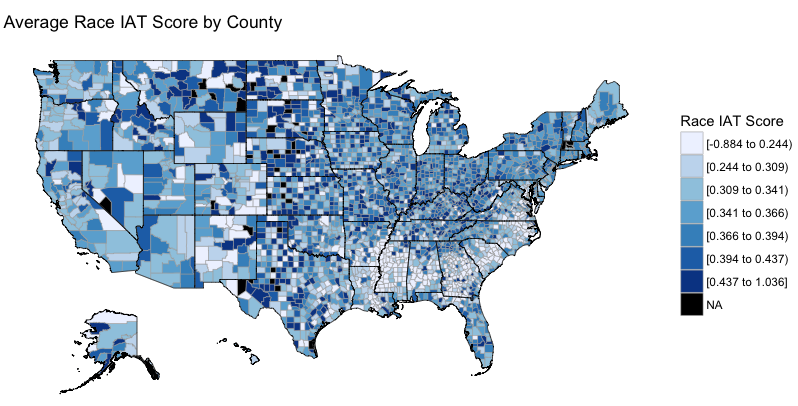 Average Race IAT Score by County
Race IAT Score
[-0.884 to 0.244)
[0.244 to 0.309)
[0.309 to 0.341)
[0.341 to 0.366)
[0.366 to 0.394)
[0.394 to 0.437)
[0.437 to 1.036]
NA